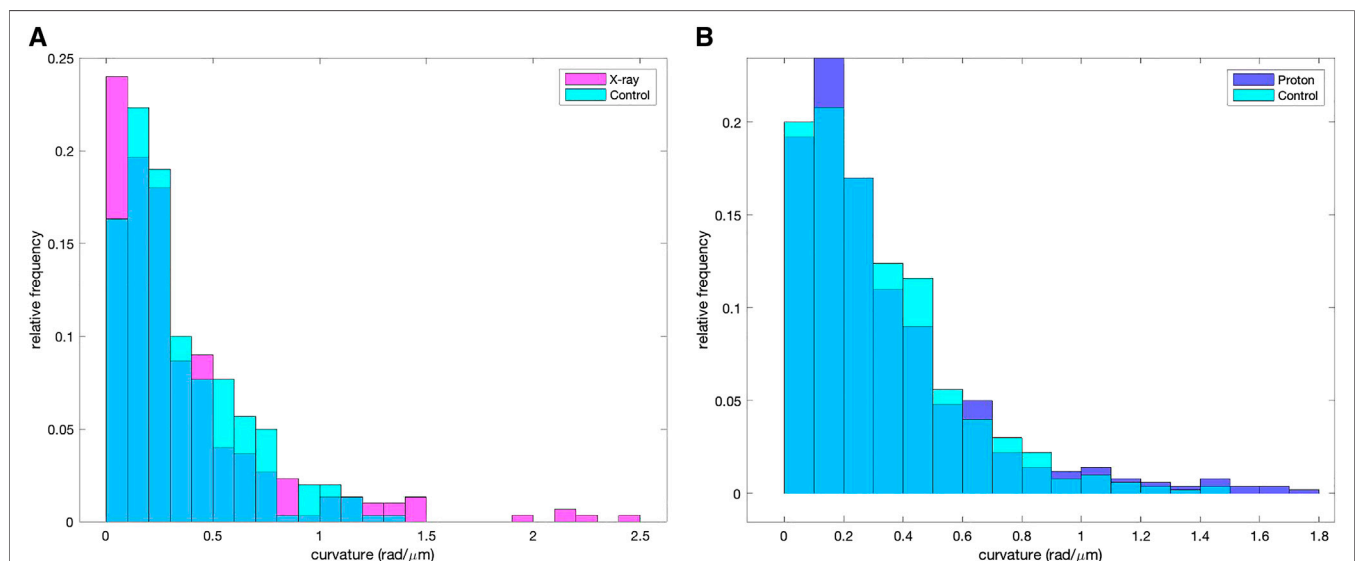 A
0.25
0.2
0.15
0.1
0.05
0
relative frequency
X-ray
Control
0 0.5 1 1.5 2 2.5
curvature (rad/μm)
B
0.2
0.15
0.1
0.05
0
relative frequency
Proton
Control
0 0.2 0.4 0.6 0.8 1 1.2 1.4 1.6 1.8
curvature (rad/μm)